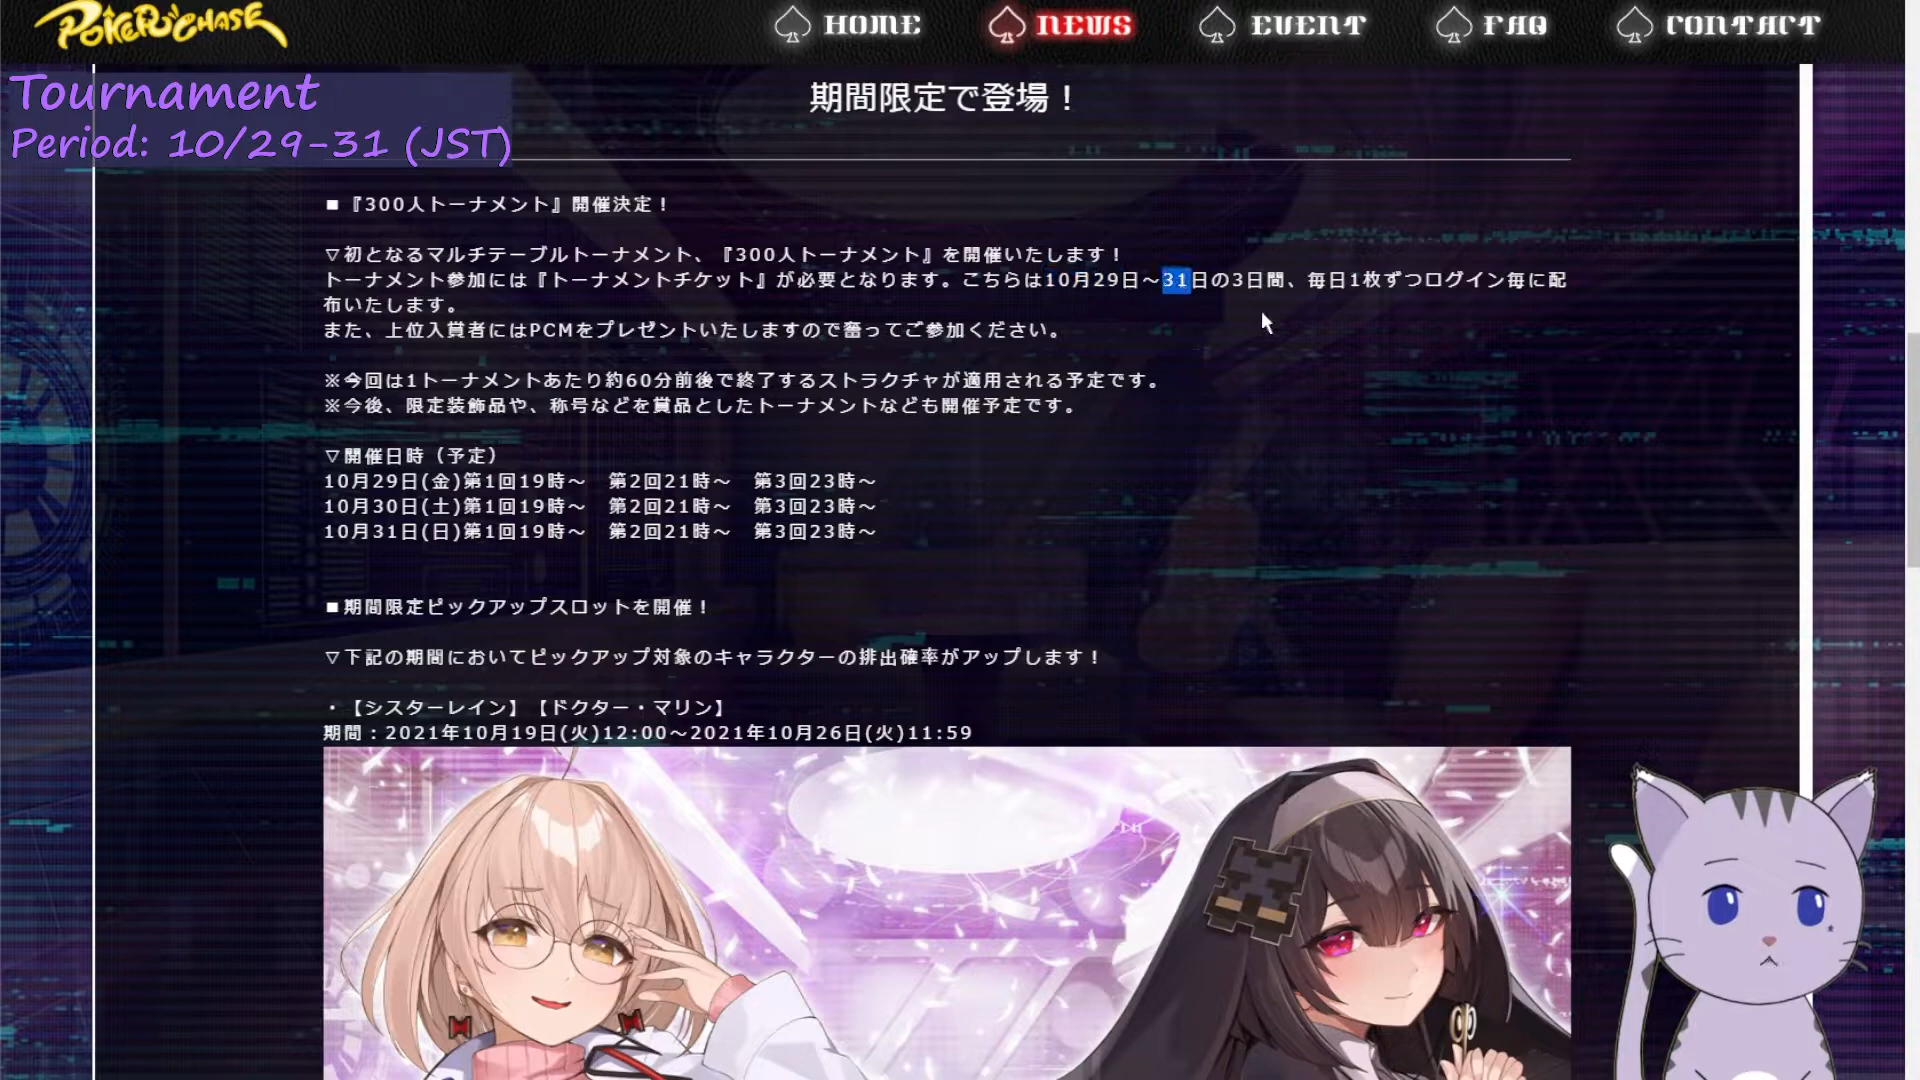 POKER CHASE
HOME
NEWS
EVENT
FAQ
CONTACT
Tournament
Period: 10/29-31 (JST)
期間限定で登場！
■『300人トーナメント』開催決定！
▽初となるマルチテーブルトーナメント、『300人トーナメント』を開催いたします！
トーナメント参加には『トーナメントチケット』が必要となります。こちらは10月29日～31日の3日間、毎日1枚ずつログイン毎に配
布いたします。
また、上位入賞者にはPCMをプレゼントいたしますので奮ってご参加ください。
※今回は1トーナメントあたり約60分前後で終了するストラクチャが適用される予定です。
※今後、限定装飾品や、称号などを賞品としたトーナメントなども開催予定です。
▽開催日時（予定）
10月29日(金)第1回19時～　第2回21時～　第3回23時～
10月30日(土)第1回19時～　第2回21時～　第3回23時～
10月31日(日)第1回19時～　第2回21時～　第3回23時～
■期間限定ピックアップスロットを開催！
▽下記の期間においてピックアップ対象のキャラクターの排出確率がアップします！
・【シスターレイン】【ドクター・マリン】
期間：2021年10月19日(火)12:00～2021年10月26日(火)11:59